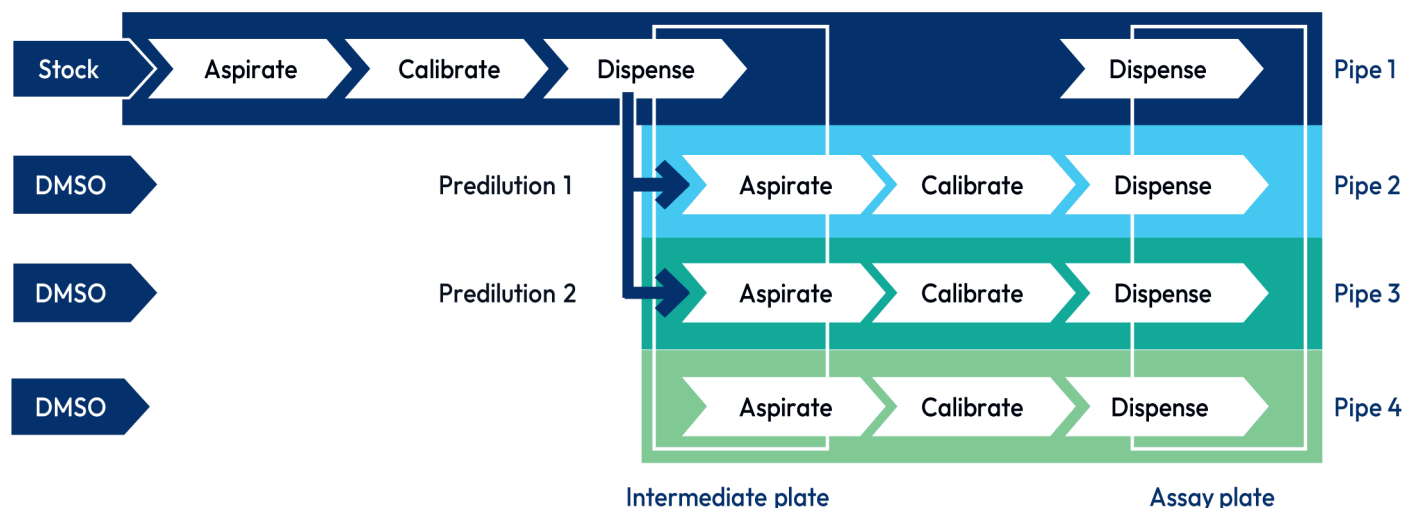 Stock Aspirate Calibrate Dispense Dispense Pipe 1
DMSO Predilution 1 Aspirate Calibrate Dispense Pipe 2
DMSO Predilution 2 Aspirate Calibrate Dispense Pipe 3
DMSO Aspirate Calibrate Dispense Pipe 4
Intermediate plate Assay plate